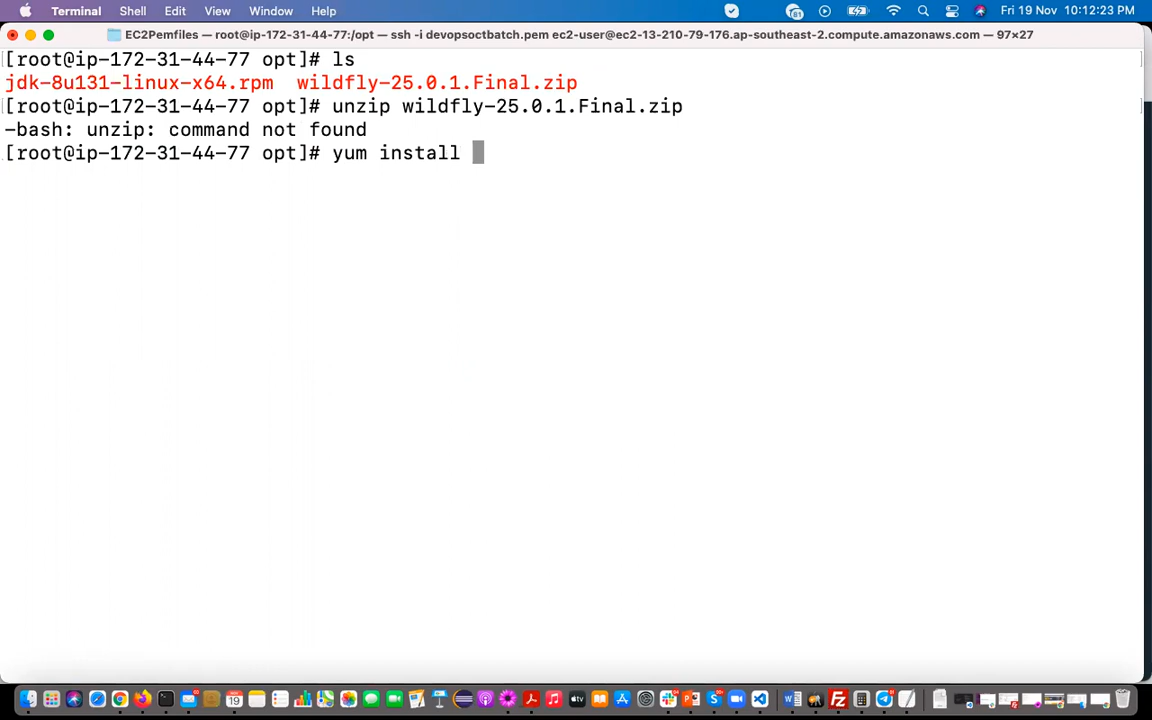 Terminal Shell Edit View Window Help Fri 19 Nov 10:12:23 PM
EC2Pemfiles — root@ip-172-31-44-77:/opt — ssh -i devopsoctbatch.pem ec2-user@ec2-13-210-79-176.ap-southeast-2.compute.amazonaws.com — 97×27
[root@ip-172-31-44-77 opt]# ls
jdk-8u131-linux-x64.rpm wildfly-25.0.1.Final.zip
[root@ip-172-31-44-77 opt]# unzip wildfly-25.0.1.Final.zip
-bash: unzip: command not found
[root@ip-172-31-44-77 opt]# yum install